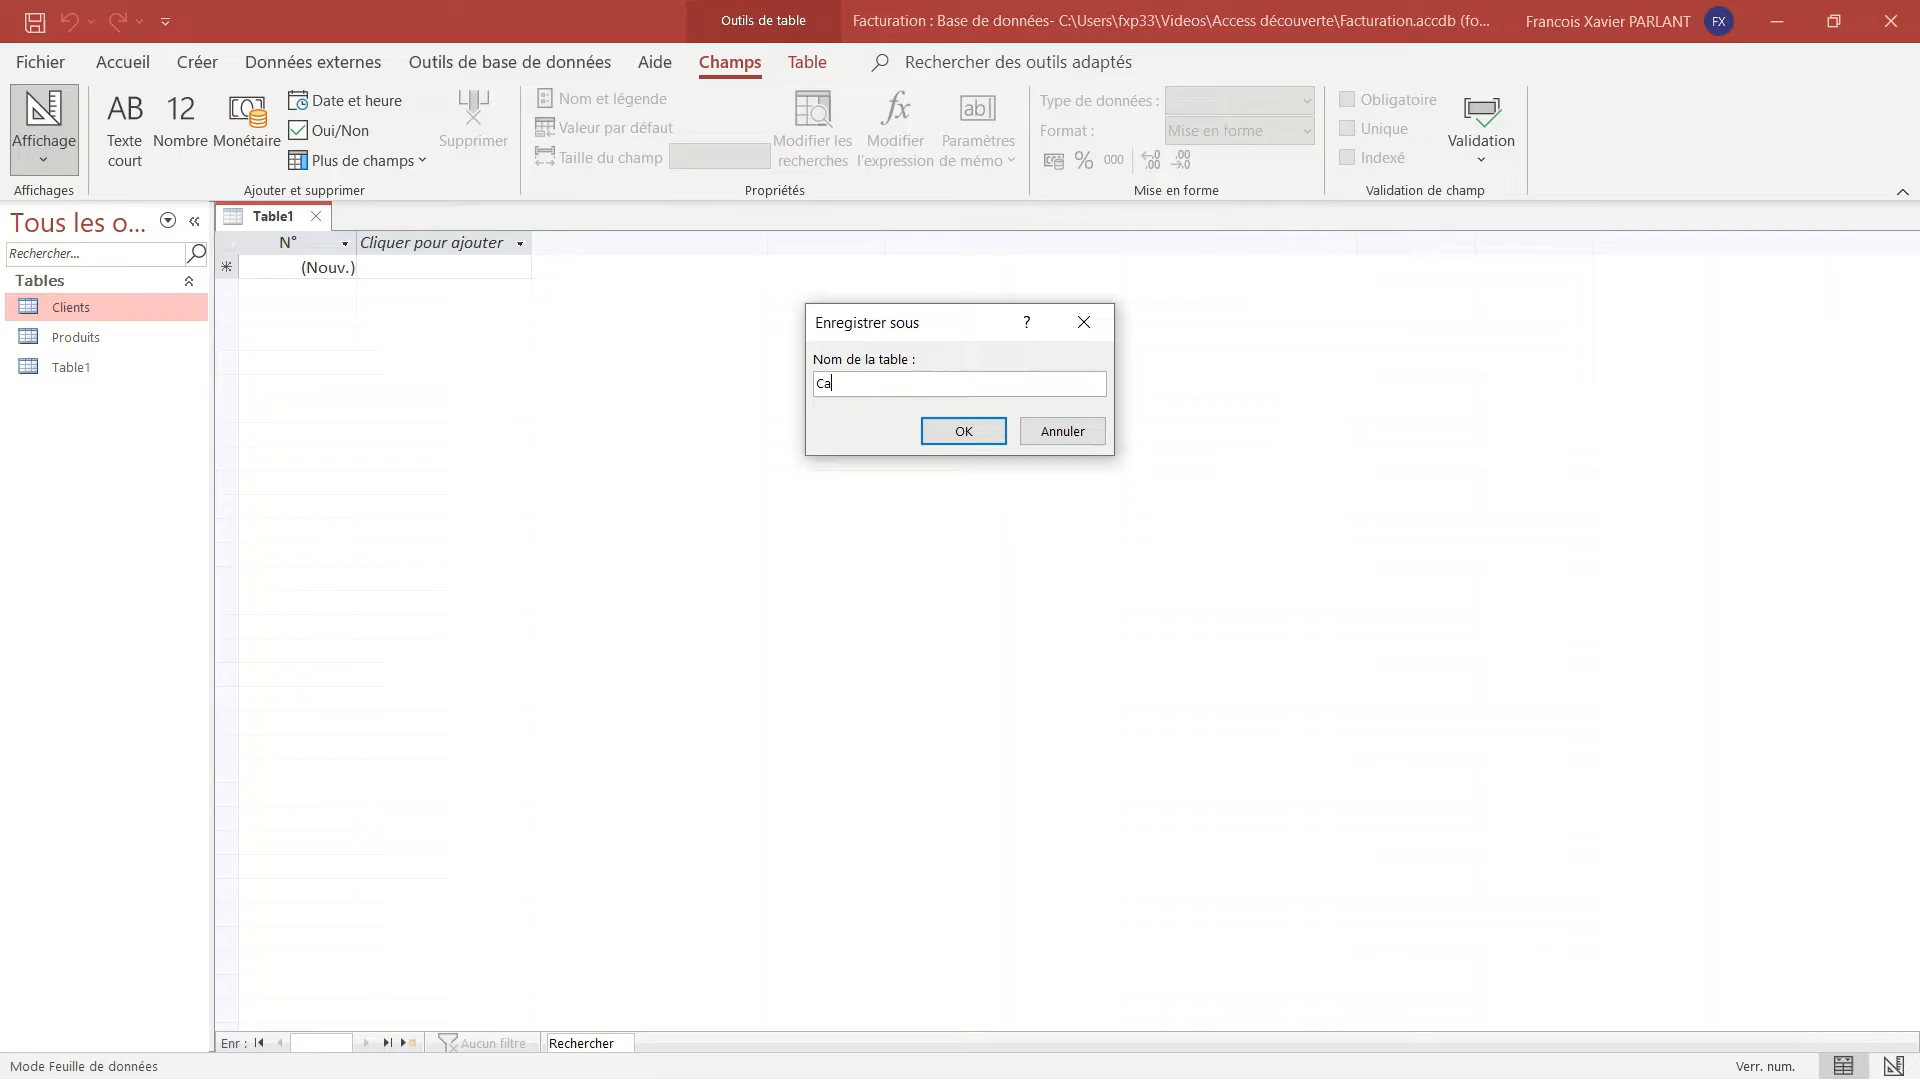 Outils de table
Facturation : Base de données- C:\Users\fxp33\Videos\Access découverte\Facturation.accdb (fo...
Francois Xavier PARLANT
FX
Fichier
Accueil
Créer
Données externes
Outils de base de données
Aide
Champs
Table
Rechercher des outils adaptés
Affichage
Affichages
AB
Texte
court
12
Nombre
Monétaire
Date et heure
Oui/Non
Plus de champs
Supprimer
Ajouter et supprimer
Nom et légende
Valeur par défaut
Taille du champ
Modifier les
recherches
fx
Modifier
l'expression
ab|
Paramètres
de mémo
Propriétés
Type de données :
Format :
Mise en forme
%
000
Mise en forme
Obligatoire
Unique
Indexé
Validation
Validation de champ
Tous les o...
Rechercher...
Tables
Clients
Produits
Table1
Table1
N°
Cliquer pour ajouter
(Nouv.)
Enregistrer sous
?
Nom de la table :
Ca
OK
Annuler
Enr :
Aucun filtre
Rechercher
Mode Feuille de données
Verr. num.